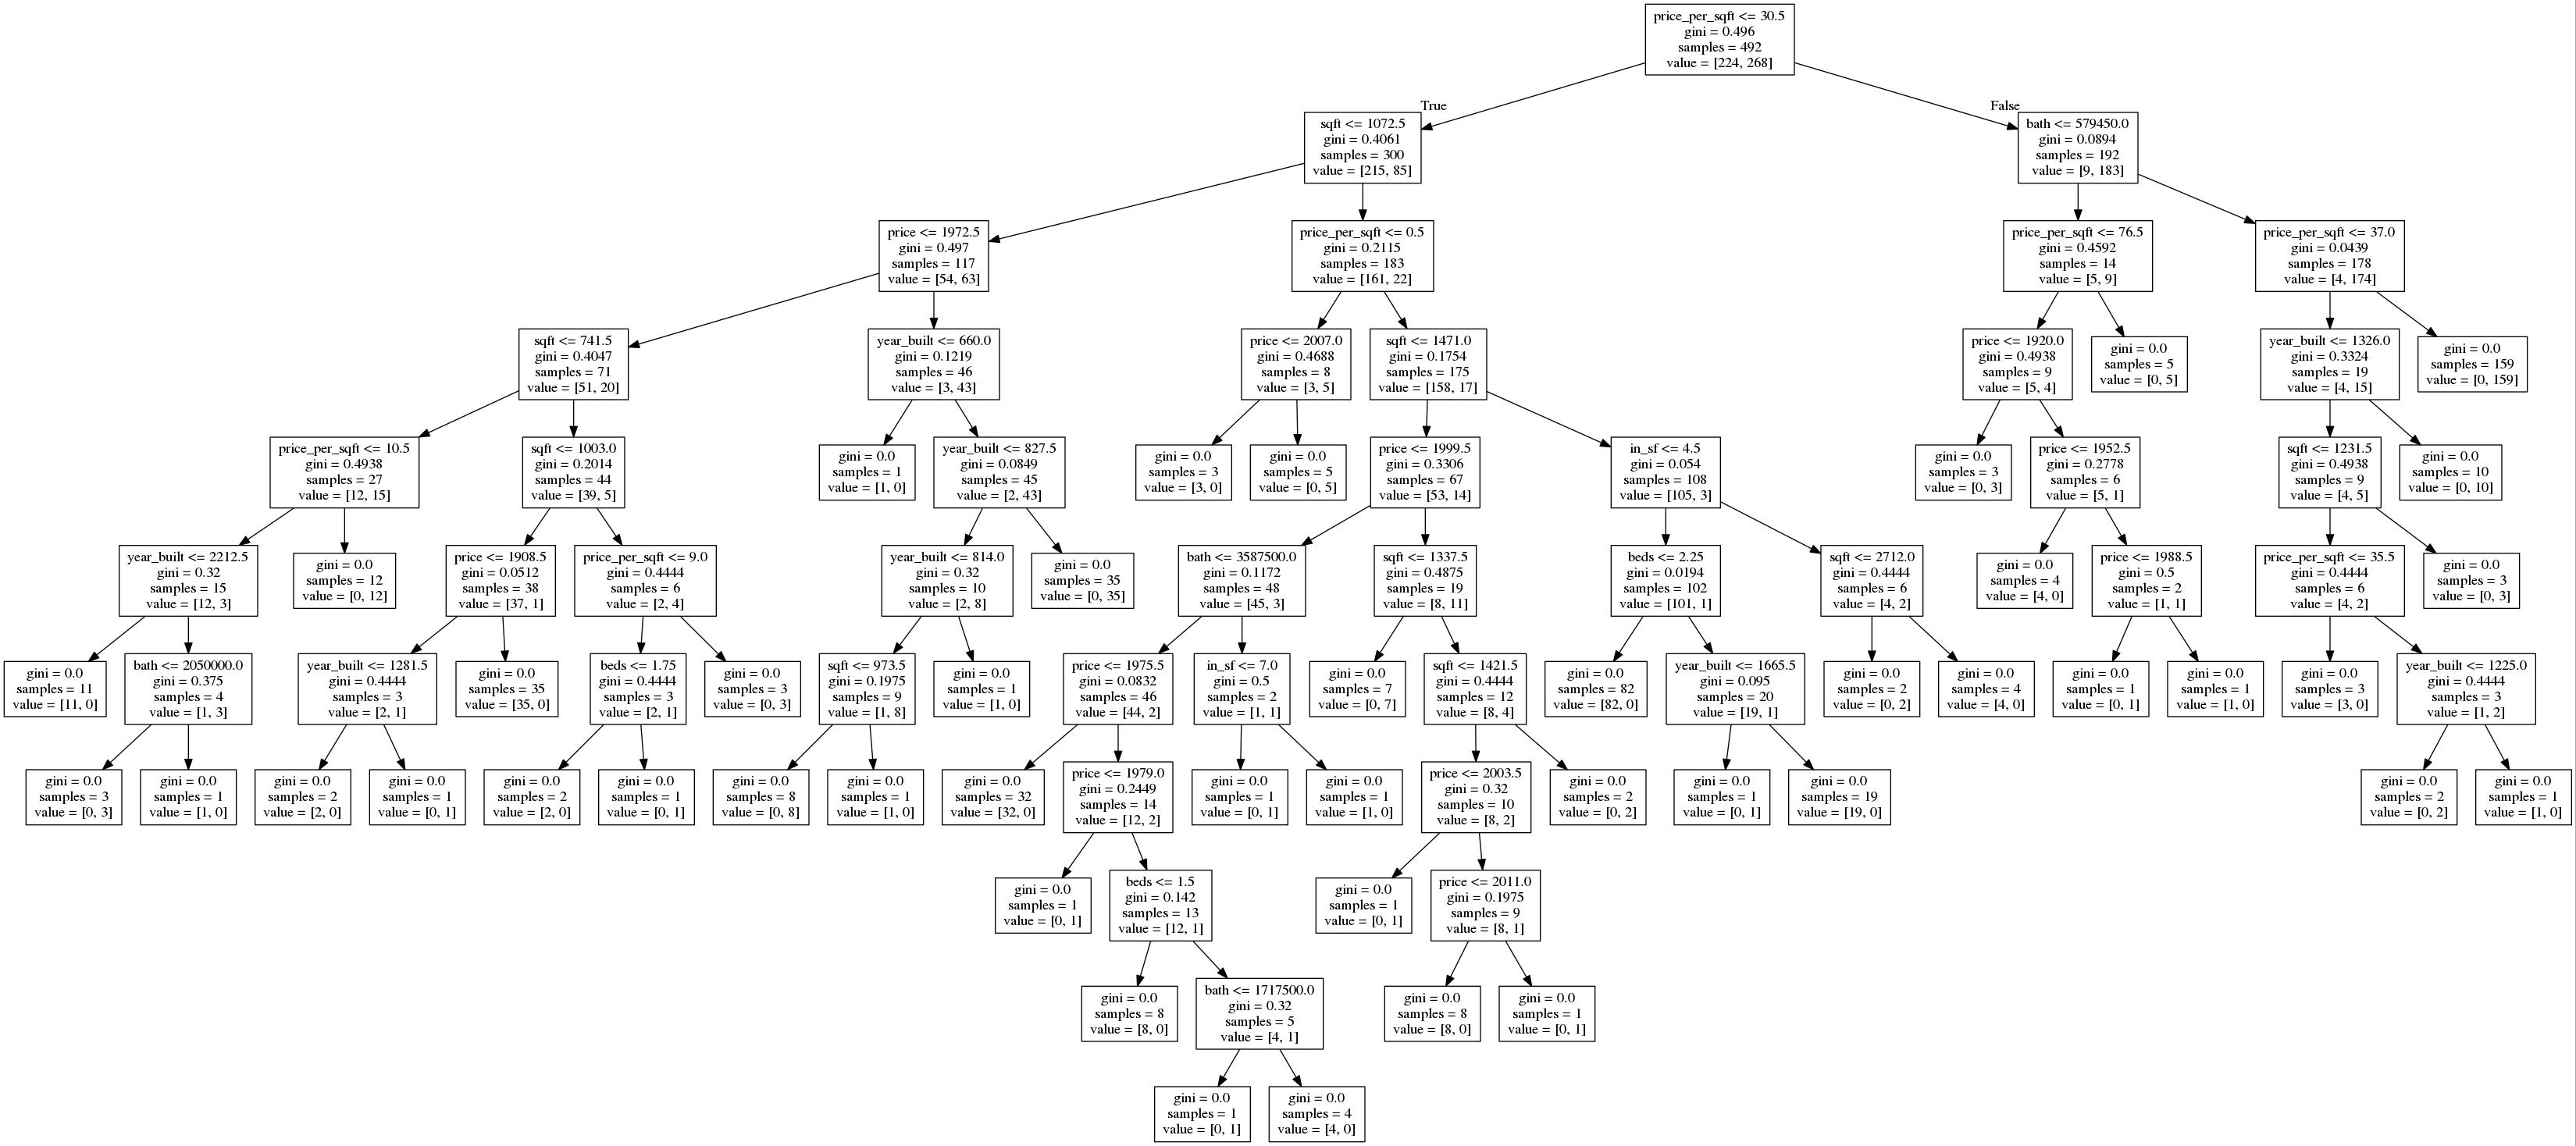 price_per_sqft <= 30.5
gini = 0.496
samples = 492
value = [224, 268]
True
False
sqft <= 1072.5
gini = 0.4061
samples = 300
value = [215, 85]
bath <= 579450.0
gini = 0.0894
samples = 192
value = [9, 183]
price <= 1972.5
gini = 0.497
samples = 117
value = [54, 63]
price_per_sqft <= 0.5
gini = 0.2115
samples = 183
value = [161, 22]
price_per_sqft <= 76.5
gini = 0.4592
samples = 14
value = [5, 9]
price_per_sqft <= 37.0
gini = 0.0439
samples = 178
value = [4, 174]
sqft <= 741.5
gini = 0.4047
samples = 71
value = [51, 20]
year_built <= 660.0
gini = 0.1219
samples = 46
value = [3, 43]
price <= 2007.0
gini = 0.4688
samples = 8
value = [3, 5]
sqft <= 1471.0
gini = 0.1754
samples = 175
value = [158, 17]
price <= 1920.0
gini = 0.4938
samples = 9
value = [5, 4]
gini = 0.0
samples = 5
value = [0, 5]
year_built <= 1326.0
gini = 0.3324
samples = 19
value = [4, 15]
gini = 0.0
samples = 159
value = [0, 159]
price_per_sqft <= 10.5
gini = 0.4938
samples = 27
value = [12, 15]
sqft <= 1003.0
gini = 0.2014
samples = 44
value = [39, 5]
gini = 0.0
samples = 1
value = [1, 0]
year_built <= 827.5
gini = 0.0849
samples = 45
value = [2, 43]
gini = 0.0
samples = 3
value = [3, 0]
gini = 0.0
samples = 5
value = [0, 5]
price <= 1999.5
gini = 0.3306
samples = 67
value = [53, 14]
in_sf <= 4.5
gini = 0.054
samples = 108
value = [105, 3]
gini = 0.0
samples = 3
value = [0, 3]
price <= 1952.5
gini = 0.2778
samples = 6
value = [5, 1]
sqft <= 1231.5
gini = 0.4938
samples = 9
value = [4, 5]
gini = 0.0
samples = 10
value = [0, 10]
year_built <= 2212.5
gini = 0.32
samples = 15
value = [12, 3]
gini = 0.0
samples = 12
value = [0, 12]
price <= 1908.5
gini = 0.0512
samples = 38
value = [37, 1]
price_per_sqft <= 9.0
gini = 0.4444
samples = 6
value = [2, 4]
year_built <= 814.0
gini = 0.32
samples = 10
value = [2, 8]
gini = 0.0
samples = 35
value = [0, 35]
bath <= 3587500.0
gini = 0.1172
samples = 48
value = [45, 3]
sqft <= 1337.5
gini = 0.4875
samples = 19
value = [8, 11]
beds <= 2.25
gini = 0.0194
samples = 102
value = [101, 1]
sqft <= 2712.0
gini = 0.4444
samples = 6
value = [4, 2]
gini = 0.0
samples = 4
value = [4, 0]
price <= 1988.5
gini = 0.5
samples = 2
value = [1, 1]
price_per_sqft <= 35.5
gini = 0.4444
samples = 6
value = [4, 2]
gini = 0.0
samples = 3
value = [0, 3]
gini = 0.0
samples = 11
value = [11, 0]
bath <= 2050000.0
gini = 0.375
samples = 4
value = [1, 3]
year_built <= 1281.5
gini = 0.4444
samples = 3
value = [2, 1]
gini = 0.0
samples = 35
value = [35, 0]
beds <= 1.75
gini = 0.4444
samples = 3
value = [2, 1]
gini = 0.0
samples = 3
value = [0, 3]
sqft <= 973.5
gini = 0.1975
samples = 9
value = [1, 8]
gini = 0.0
samples = 1
value = [1, 0]
price <= 1975.5
gini = 0.0832
samples = 46
value = [44, 2]
in_sf <= 7.0
gini = 0.5
samples = 2
value = [1, 1]
gini = 0.0
samples = 7
value = [0, 7]
sqft <= 1421.5
gini = 0.4444
samples = 12
value = [8, 4]
gini = 0.0
samples = 82
value = [82, 0]
year_built <= 1665.5
gini = 0.095
samples = 20
value = [19, 1]
gini = 0.0
samples = 2
value = [0, 2]
gini = 0.0
samples = 4
value = [4, 0]
gini = 0.0
samples = 1
value = [0, 1]
gini = 0.0
samples = 1
value = [1, 0]
gini = 0.0
samples = 3
value = [3, 0]
year_built <= 1225.0
gini = 0.4444
samples = 3
value = [1, 2]
gini = 0.0
samples = 3
value = [0, 3]
gini = 0.0
samples = 1
value = [1, 0]
gini = 0.0
samples = 2
value = [2, 0]
gini = 0.0
samples = 1
value = [0, 1]
gini = 0.0
samples = 2
value = [2, 0]
gini = 0.0
samples = 1
value = [0, 1]
gini = 0.0
samples = 8
value = [0, 8]
gini = 0.0
samples = 1
value = [1, 0]
gini = 0.0
samples = 32
value = [32, 0]
price <= 1979.0
gini = 0.2449
samples = 14
value = [12, 2]
gini = 0.0
samples = 1
value = [0, 1]
gini = 0.0
samples = 1
value = [1, 0]
price <= 2003.5
gini = 0.32
samples = 10
value = [8, 2]
gini = 0.0
samples = 2
value = [0, 2]
gini = 0.0
samples = 1
value = [0, 1]
gini = 0.0
samples = 19
value = [19, 0]
gini = 0.0
samples = 2
value = [0, 2]
gini = 0.0
samples = 1
value = [1, 0]
gini = 0.0
samples = 1
value = [0, 1]
beds <= 1.5
gini = 0.142
samples = 13
value = [12, 1]
gini = 0.0
samples = 1
value = [0, 1]
price <= 2011.0
gini = 0.1975
samples = 9
value = [8, 1]
gini = 0.0
samples = 8
value = [8, 0]
bath <= 1717500.0
gini = 0.32
samples = 5
value = [4, 1]
gini = 0.0
samples = 8
value = [8, 0]
gini = 0.0
samples = 1
value = [0, 1]
gini = 0.0
samples = 1
value = [0, 1]
gini = 0.0
samples = 4
value = [4, 0]